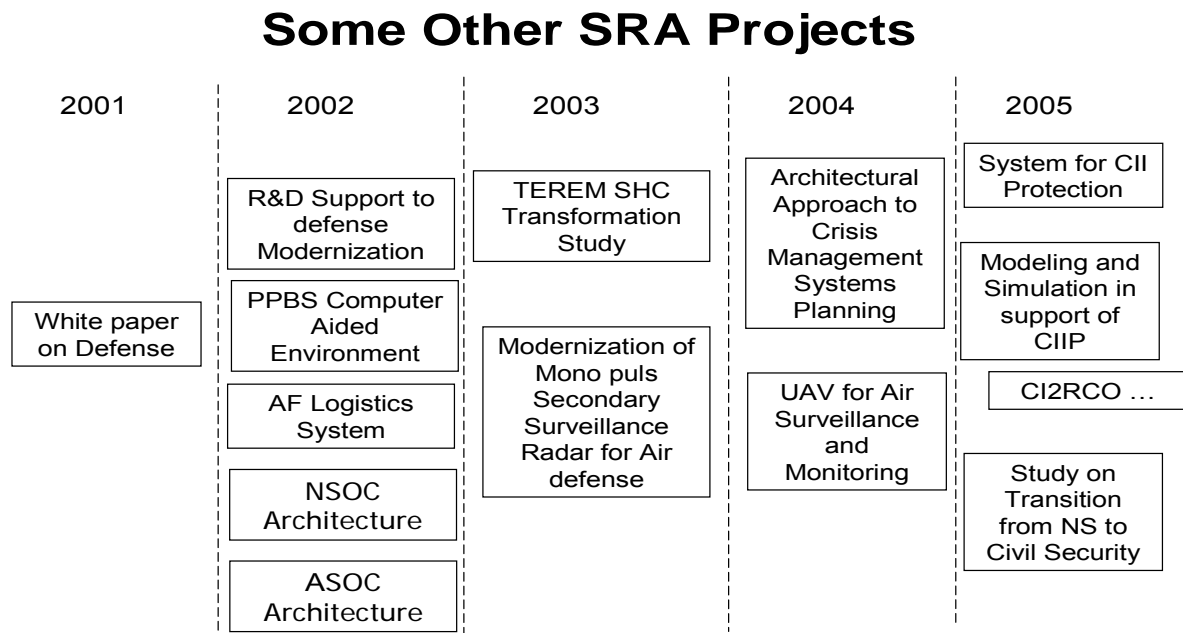 Some Other SRA Projects
2001
2002
2003
2004
2005
White paper
on Defense
R&D Support to
defense
Modernization
PPBS Computer
Aided
Environment
AF Logistics
System
NSOC
Architecture
ASOC
Architecture
TEREM SHC
Transformation
Study
Modernization of
Mono puls
Secondary
Surveillance
Radar for Air
defense
Architectural
Approach to
Crisis
Management
Systems
Planning
UAV for Air
Surveillance
and
Monitoring
System for CII
Protection
Modeling and
Simulation in
support of
CIIP
CI2RCO …
Study on
Transition
from NS to
Civil Security